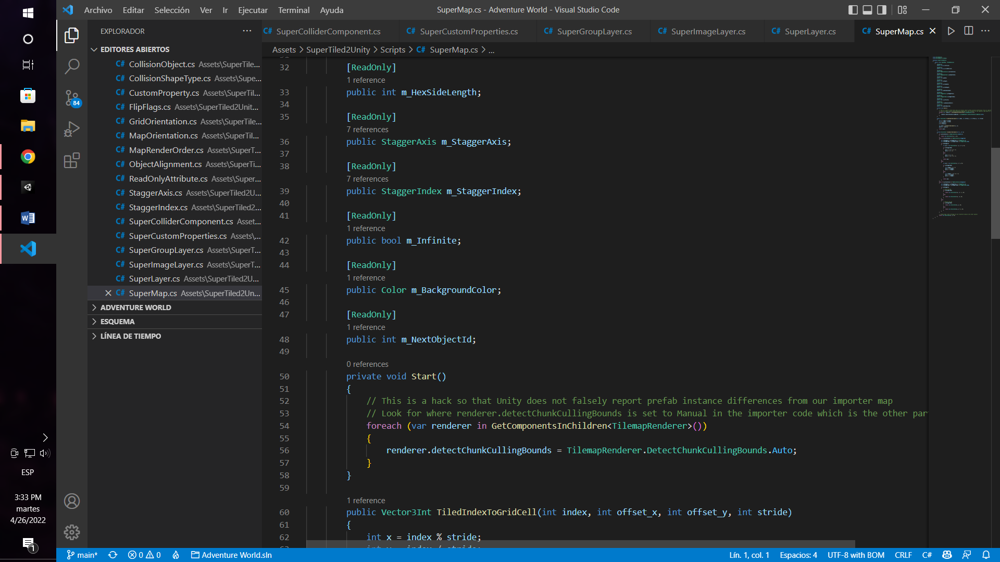 Archivo Editar Selección Ver Ir Ejecutar Terminal Ayuda
SuperMap.cs - Adventure World - Visual Studio Code
EXPLORADOR
EDITORES ABIERTOS
CollisionObject.cs Assets\SuperTile...
CollisionShapeType.cs Assets\Supe...
CustomProperty.cs Assets\SuperTil...
FlipFlags.cs Assets\SuperTiled2Unit...
GridOrientation.cs Assets\SuperTile...
MapOrientation.cs Assets\SuperTil...
MapRenderOrder.cs Assets\SuperT...
ObjectAlignment.cs Assets\SuperTi...
ReadOnlyAttribute.cs Assets\Super...
StaggerAxis.cs Assets\SuperTiled2U...
StaggerIndex.cs Assets\SuperTiled2...
SuperColliderComponent.cs Asset...
SuperCustomProperties.cs Assets\...
SuperGroupLayer.cs Assets\SuperT...
SuperImageLayer.cs Assets\SuperT...
SuperLayer.cs Assets\SuperTiled2U...
SuperMap.cs Assets\SuperTiled2Un...
ADVENTURE WORLD
ESQUEMA
LÍNEA DE TIEMPO
84
C# SuperColliderComponent.cs C# SuperCustomProperties.cs C# SuperGroupLayer.cs C# SuperImageLayer.cs C# SuperLayer.cs C# SuperMap.cs
Assets > SuperTiled2Unity > Scripts > C# SuperMap.cs > ...
32 [ReadOnly]
1 reference
33 public int m_HexSideLength;
34
35 [ReadOnly]
7 references
36 public StaggerAxis m_StaggerAxis;
37
38 [ReadOnly]
7 references
39 public StaggerIndex m_StaggerIndex;
40
41 [ReadOnly]
1 reference
42 public bool m_Infinite;
43
44 [ReadOnly]
1 reference
45 public Color m_BackgroundColor;
46
47 [ReadOnly]
1 reference
48 public int m_NextObjectId;
49
0 references
50 private void Start()
51 {
52 // This is a hack so that Unity does not falsely report prefab instance differences from our importer map
53 // Look for where renderer.detectChunkCullingBounds is set to Manual in the importer code which is the other par
54 foreach (var renderer in GetComponentsInChildren<TilemapRenderer>())
55 {
56 renderer.detectChunkCullingBounds = TilemapRenderer.DetectChunkCullingBounds.Auto;
57 }
58 }
59
1 reference
60 public Vector3Int TiledIndexToGridCell(int index, int offset_x, int offset_y, int stride)
61 {
62 int x = index % stride;
ESP
3:33 PM
martes
4/26/2022
1
main* 0 0 Adventure World.sln Lín. 1, col. 1 Espacios: 4 UTF-8 with BOM CRLF C#